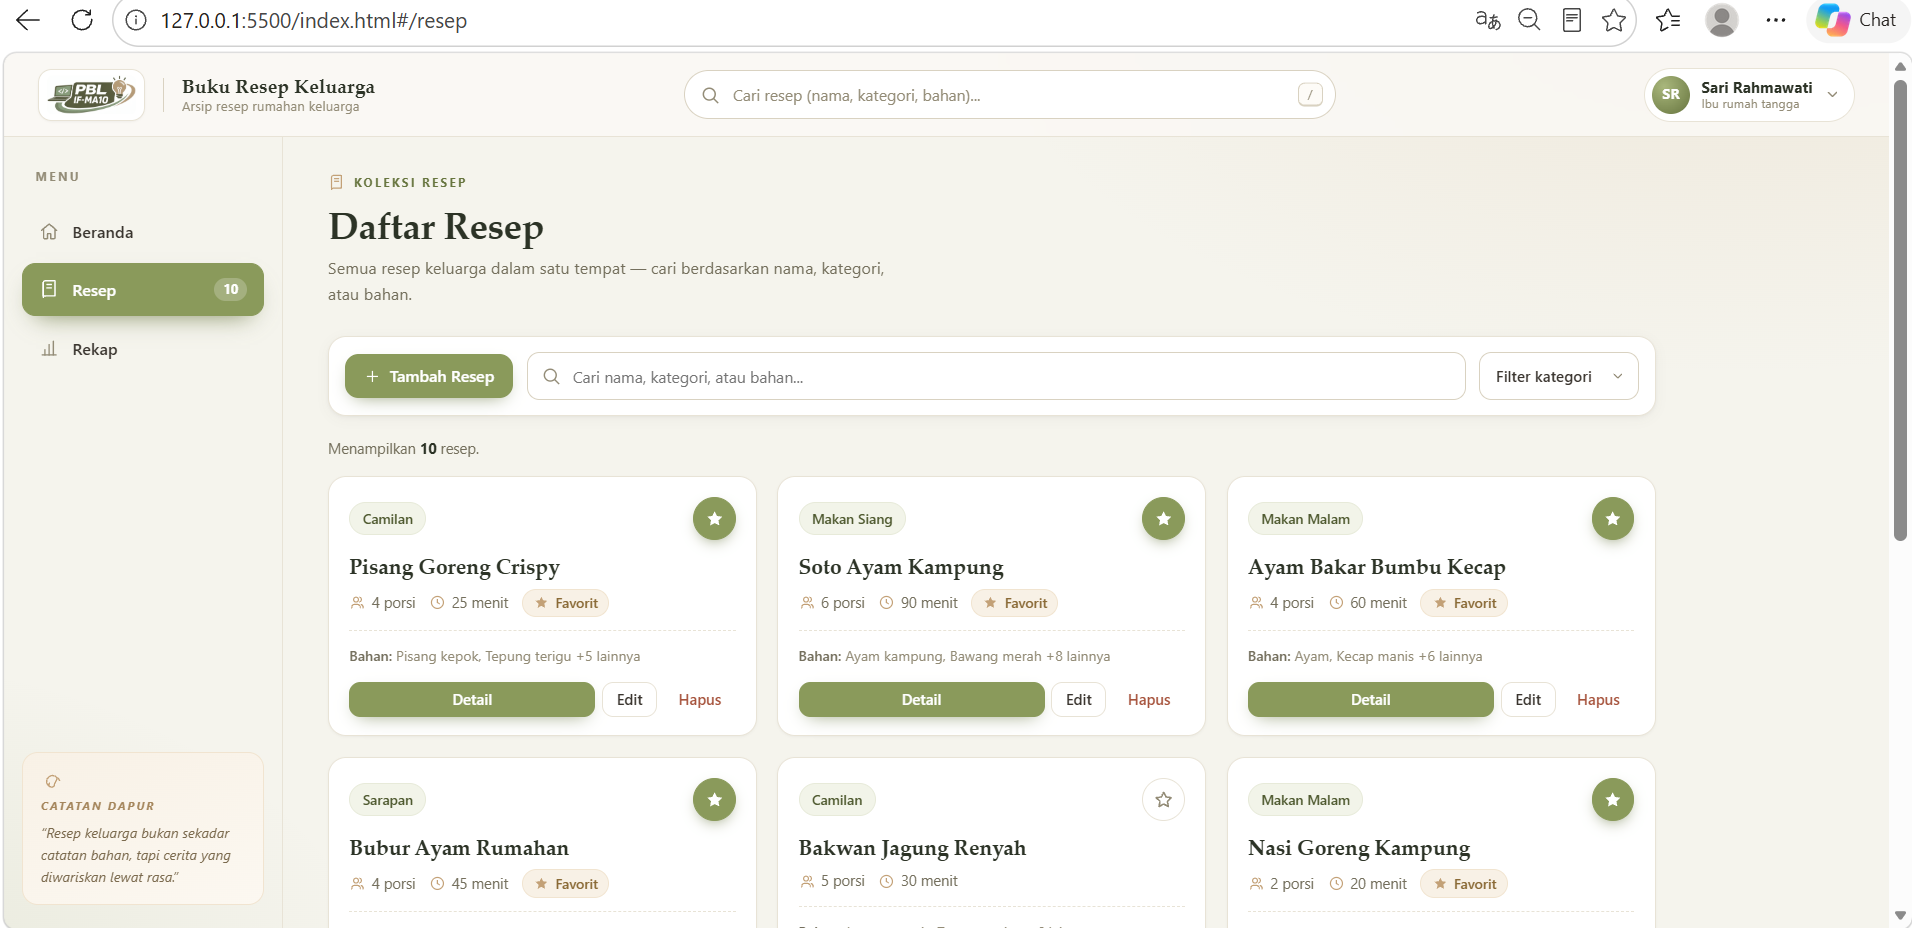 127.0.0.1:5500/index.html#/resep
Chat
PBL
IF-MA10
Buku Resep Keluarga
Arsip resep rumahan keluarga
Cari resep (nama, kategori, bahan)...
/
SR
Sari Rahmawati
Ibu rumah tangga
MENU
Beranda
Resep 10
Rekap
CATATAN DAPUR
"Resep keluarga bukan sekadar
catatan bahan, tapi cerita yang
diwariskan lewat rasa."
KOLEKSI RESEP
Daftar Resep
Semua resep keluarga dalam satu tempat — cari berdasarkan nama, kategori,
atau bahan.
+ Tambah Resep
Cari nama, kategori, atau bahan...
Filter kategori
Menampilkan 10 resep.
Camilan
Pisang Goreng Crispy
4 porsi 25 menit Favorit
Bahan: Pisang kepok, Tepung terigu +5 lainnya
Detail Edit Hapus
Makan Siang
Soto Ayam Kampung
6 porsi 90 menit Favorit
Bahan: Ayam kampung, Bawang merah +8 lainnya
Detail Edit Hapus
Makan Malam
Ayam Bakar Bumbu Kecap
4 porsi 60 menit Favorit
Bahan: Ayam, Kecap manis +6 lainnya
Detail Edit Hapus
Sarapan
Bubur Ayam Rumahan
4 porsi 45 menit Favorit
Camilan
Bakwan Jagung Renyah
5 porsi 30 menit
Makan Malam
Nasi Goreng Kampung
2 porsi 20 menit Favorit